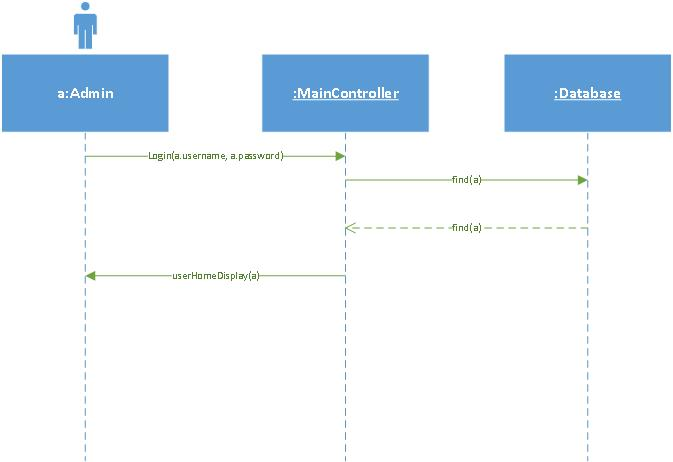 a:Admin
:MainController
:Database
Login(a.username, a.password)
find(a)
find(a)
userHomeDisplay(a)